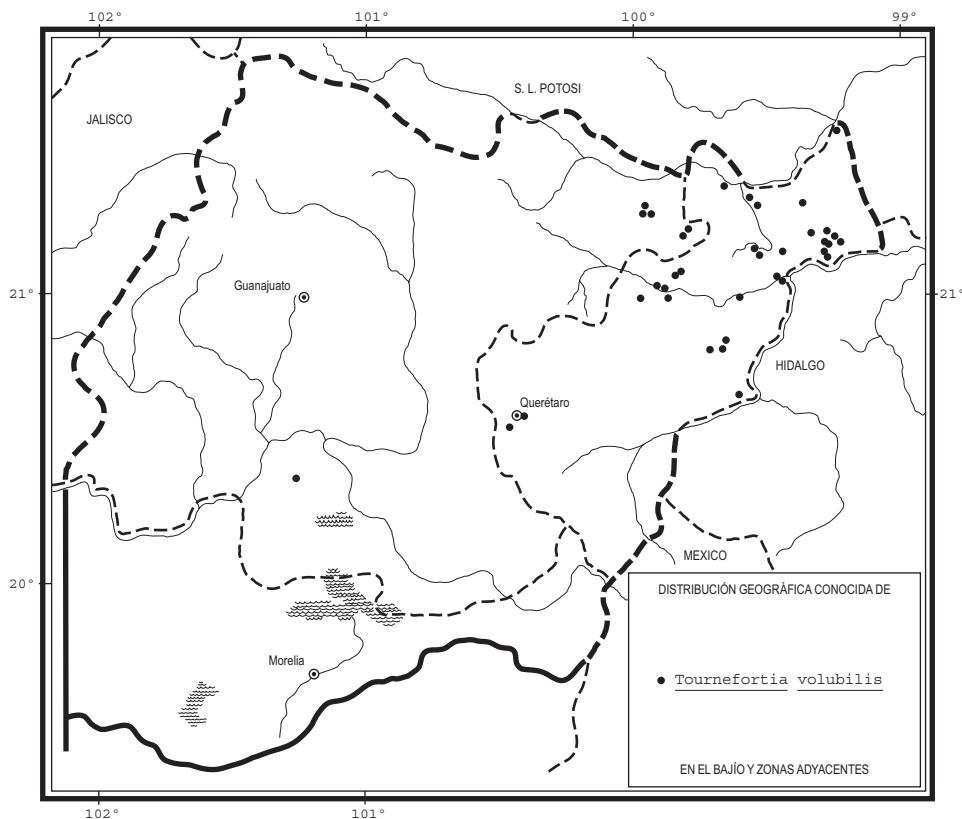 102° 101° 100° 99°
S. L. POTOSI
JALISCO
Guanajuato
21° 21°
HIDALGO
Querétaro
MEXICO
20°
DISTRIBUCIÓN GEOGRÁFICA CONOCIDA DE
Morelia
Tournefortia volubilis
EN EL BAJÍO Y ZONAS ADYACENTES
102° 101°